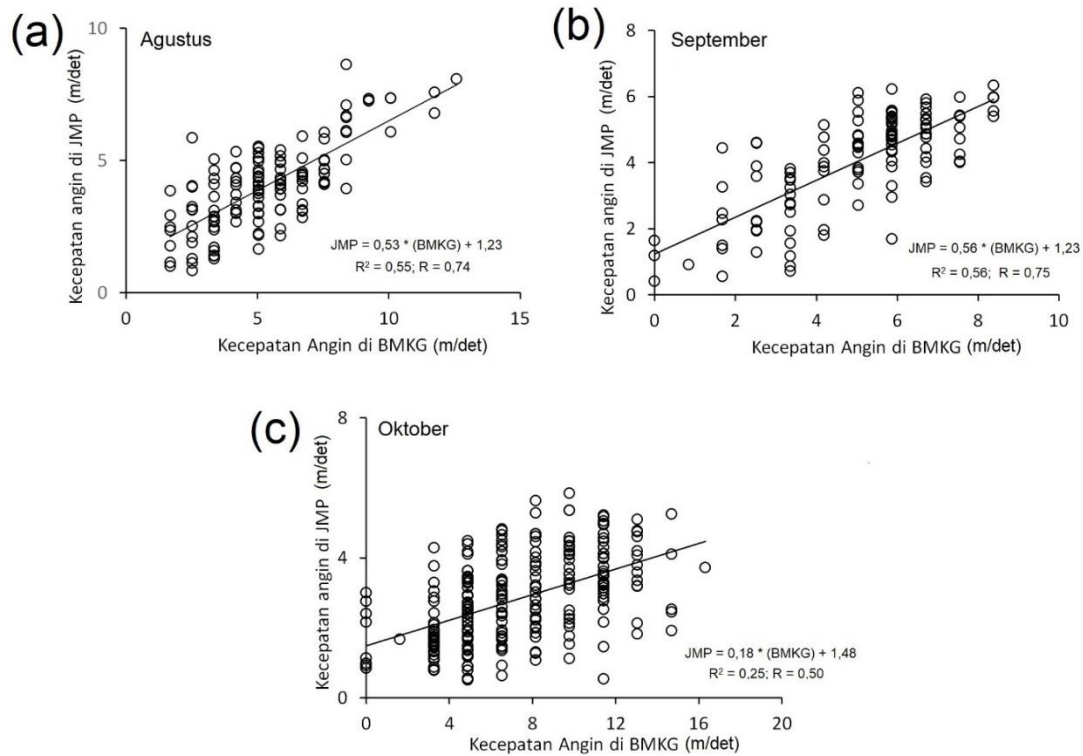 (a)
Agustus
Kecepatan angin di JMP (m/det)
10
5
0
0 5 10 15
Kecepatan Angin di BMKG (m/det)
JMP = 0,53 * (BMKG) + 1,23
R² = 0,55; R = 0,74
(b)
September
Kecepatan angin di JMP (m/det)
8
6
4
2
0
0 2 4 6 8 10
Kecepatan Angin di BMKG (m/det)
JMP = 0,56 * (BMKG) + 1,23
R² = 0,56; R = 0,75
(c)
Oktober
Kecepatan angin di JMP (m/det)
8
4
0
0 4 8 12 16 20
Kecepatan Angin di BMKG (m/det)
JMP = 0,18 * (BMKG) + 1,48
R² = 0,25; R = 0,50